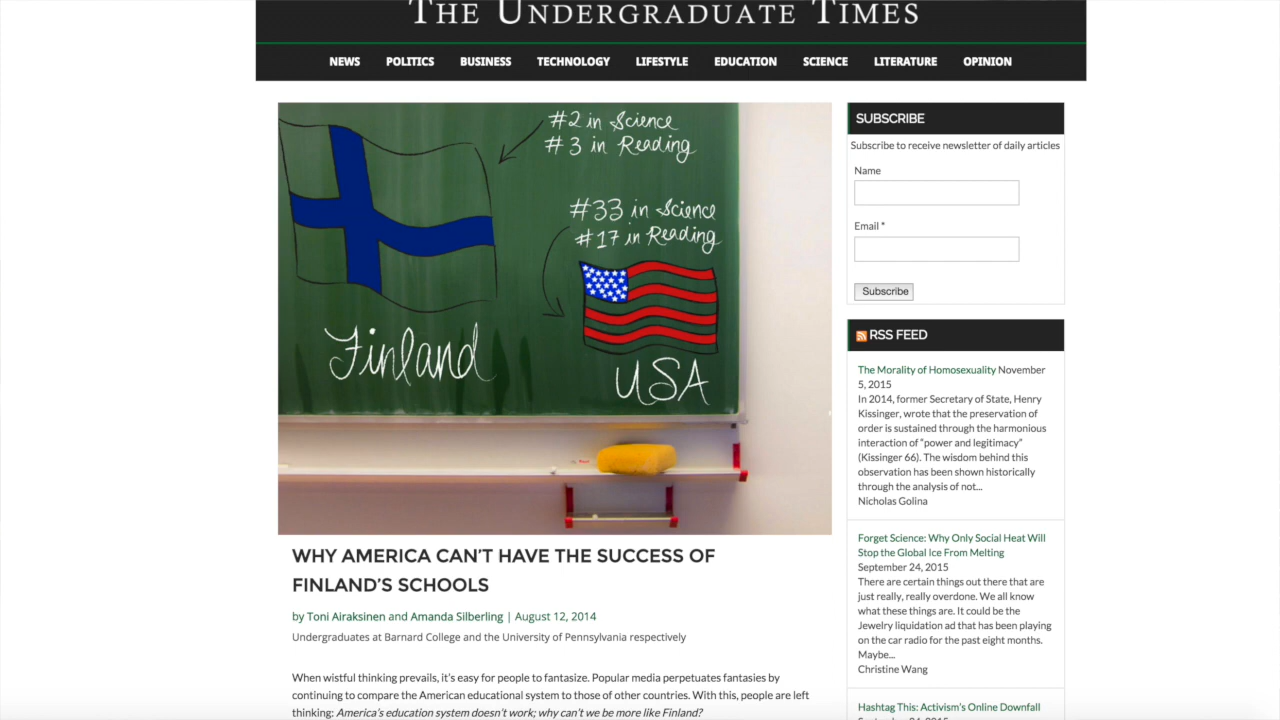 THE UNDERGRADUATE TIMES
NEWS POLITICS BUSINESS TECHNOLOGY LIFESTYLE EDUCATION SCIENCE LITERATURE OPINION
#2 in Science
#3 in Reading
#33 in Science
#17 in Reading
Finland
USA
WHY AMERICA CAN'T HAVE THE SUCCESS OF
FINLAND'S SCHOOLS
by Toni Airaksinen and Amanda Silberling | August 12, 2014
Undergraduates at Barnard College and the University of Pennsylvania respectively
When wistful thinking prevails, it's easy for people to fantasize. Popular media perpetuates fantasies by
continuing to compare the American educational system to those of other countries. With this, people are left
thinking: America's education system doesn't work; why can't we be more like Finland?
SUBSCRIBE
Subscribe to receive newsletter of daily articles
Name
Email *
Subscribe
RSS FEED
The Morality of Homosexuality November
5, 2015
In 2014, former Secretary of State, Henry
Kissinger, wrote that the preservation of
order is sustained through the harmonious
interaction of "power and legitimacy"
(Kissinger 66). The wisdom behind this
observation has been shown historically
through the analysis of not...
Nicholas Golina
Forget Science: Why Only Social Heat Will
Stop the Global Ice From Melting
September 24, 2015
There are certain things out there that are
just really, really overdone. We all know
what these things are. It could be the
Jewelry liquidation ad that has been playing
on the car radio for the past eight months.
Maybe...
Christine Wang
Hashtag This: Activism's Online Downfall